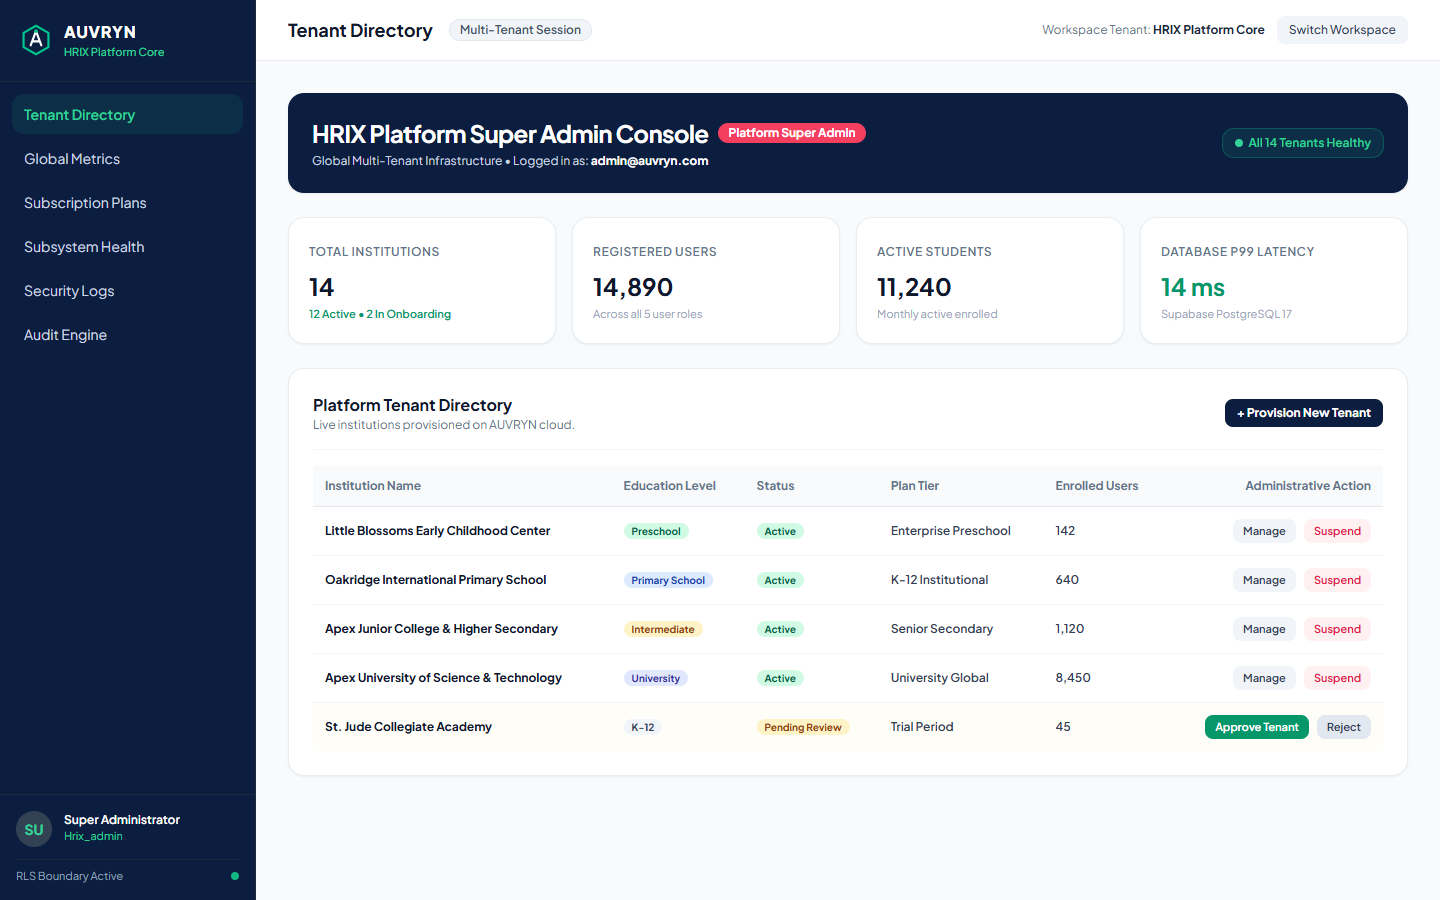 AUVRYN
HRIX Platform Core
Tenant Directory
Global Metrics
Subscription Plans
Subsystem Health
Security Logs
Audit Engine
SU
Super Administrator
Hrix_admin
RLS Boundary Active
Tenant Directory
Multi-Tenant Session
Workspace Tenant: HRIX Platform Core
Switch Workspace
HRIX Platform Super Admin Console
Platform Super Admin
Global Multi-Tenant Infrastructure • Logged in as: admin@auvryn.com
All 14 Tenants Healthy
TOTAL INSTITUTIONS
14
12 Active • 2 In Onboarding
REGISTERED USERS
14,890
Across all 5 user roles
ACTIVE STUDENTS
11,240
Monthly active enrolled
DATABASE P99 LATENCY
14 ms
Supabase PostgreSQL 17
Platform Tenant Directory
Live institutions provisioned on AUVRYN cloud.
+ Provision New Tenant
Institution Name Education Level Status Plan Tier Enrolled Users Administrative Action
Little Blossoms Early Childhood Center Preschool Active Enterprise Preschool 142 Manage Suspend
Oakridge International Primary School Primary School Active K-12 Institutional 640 Manage Suspend
Apex Junior College & Higher Secondary Intermediate Active Senior Secondary 1,120 Manage Suspend
Apex University of Science & Technology University Active University Global 8,450 Manage Suspend
St. Jude Collegiate Academy K-12 Pending Review Trial Period 45 Approve Tenant Reject